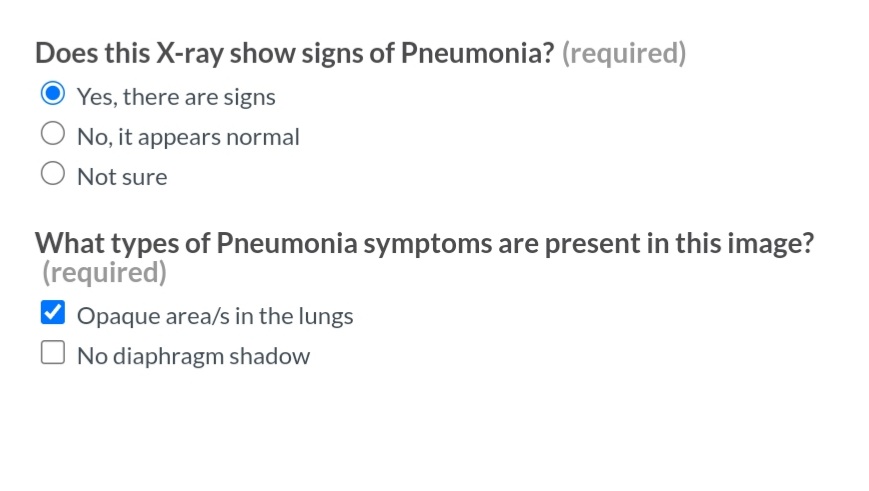 Does this X-ray show signs of Pneumonia? (required)
Yes, there are signs
No, it appears normal
Not sure
What types of Pneumonia symptoms are present in this image?
(required)
Opaque area/s in the lungs
No diaphragm shadow